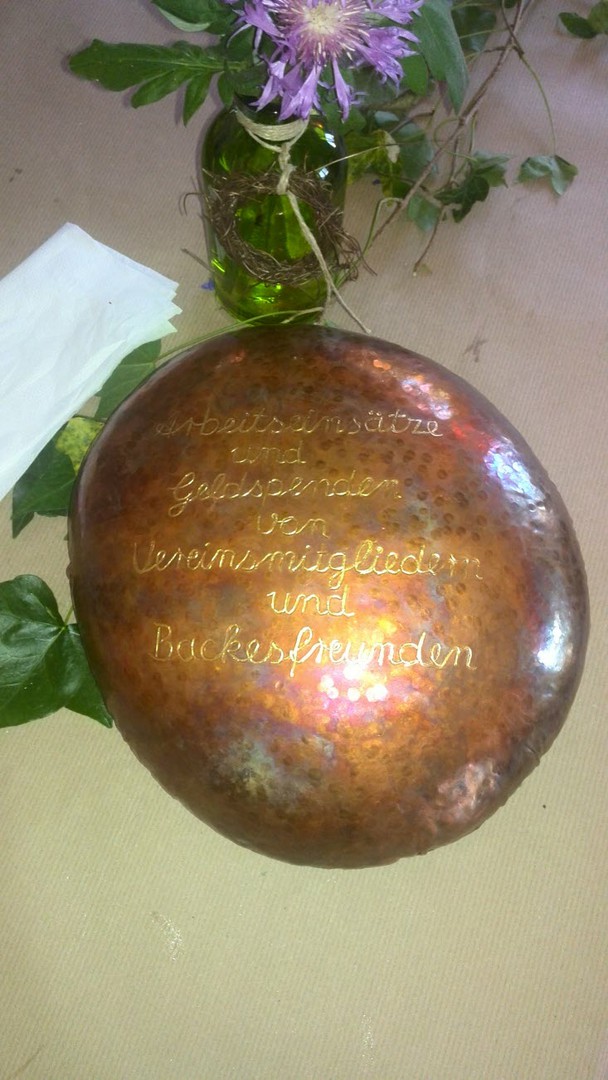 Arbeitseinsätze
und
Geldspenden
von
Vereinsmitgliedern
und
Backesfreunden